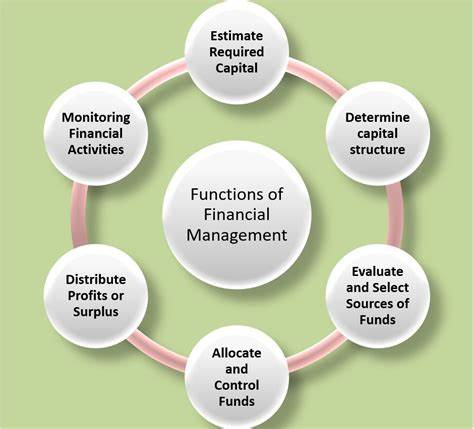 Estimate
Required
Capital
Determine
capital
structure
Evaluate
and Select
Sources of
Funds
Allocate
and
Control
Funds
Distribute
Profits or
Surplus
Monitoring
Financial
Activities
Functions of
Financial
Management